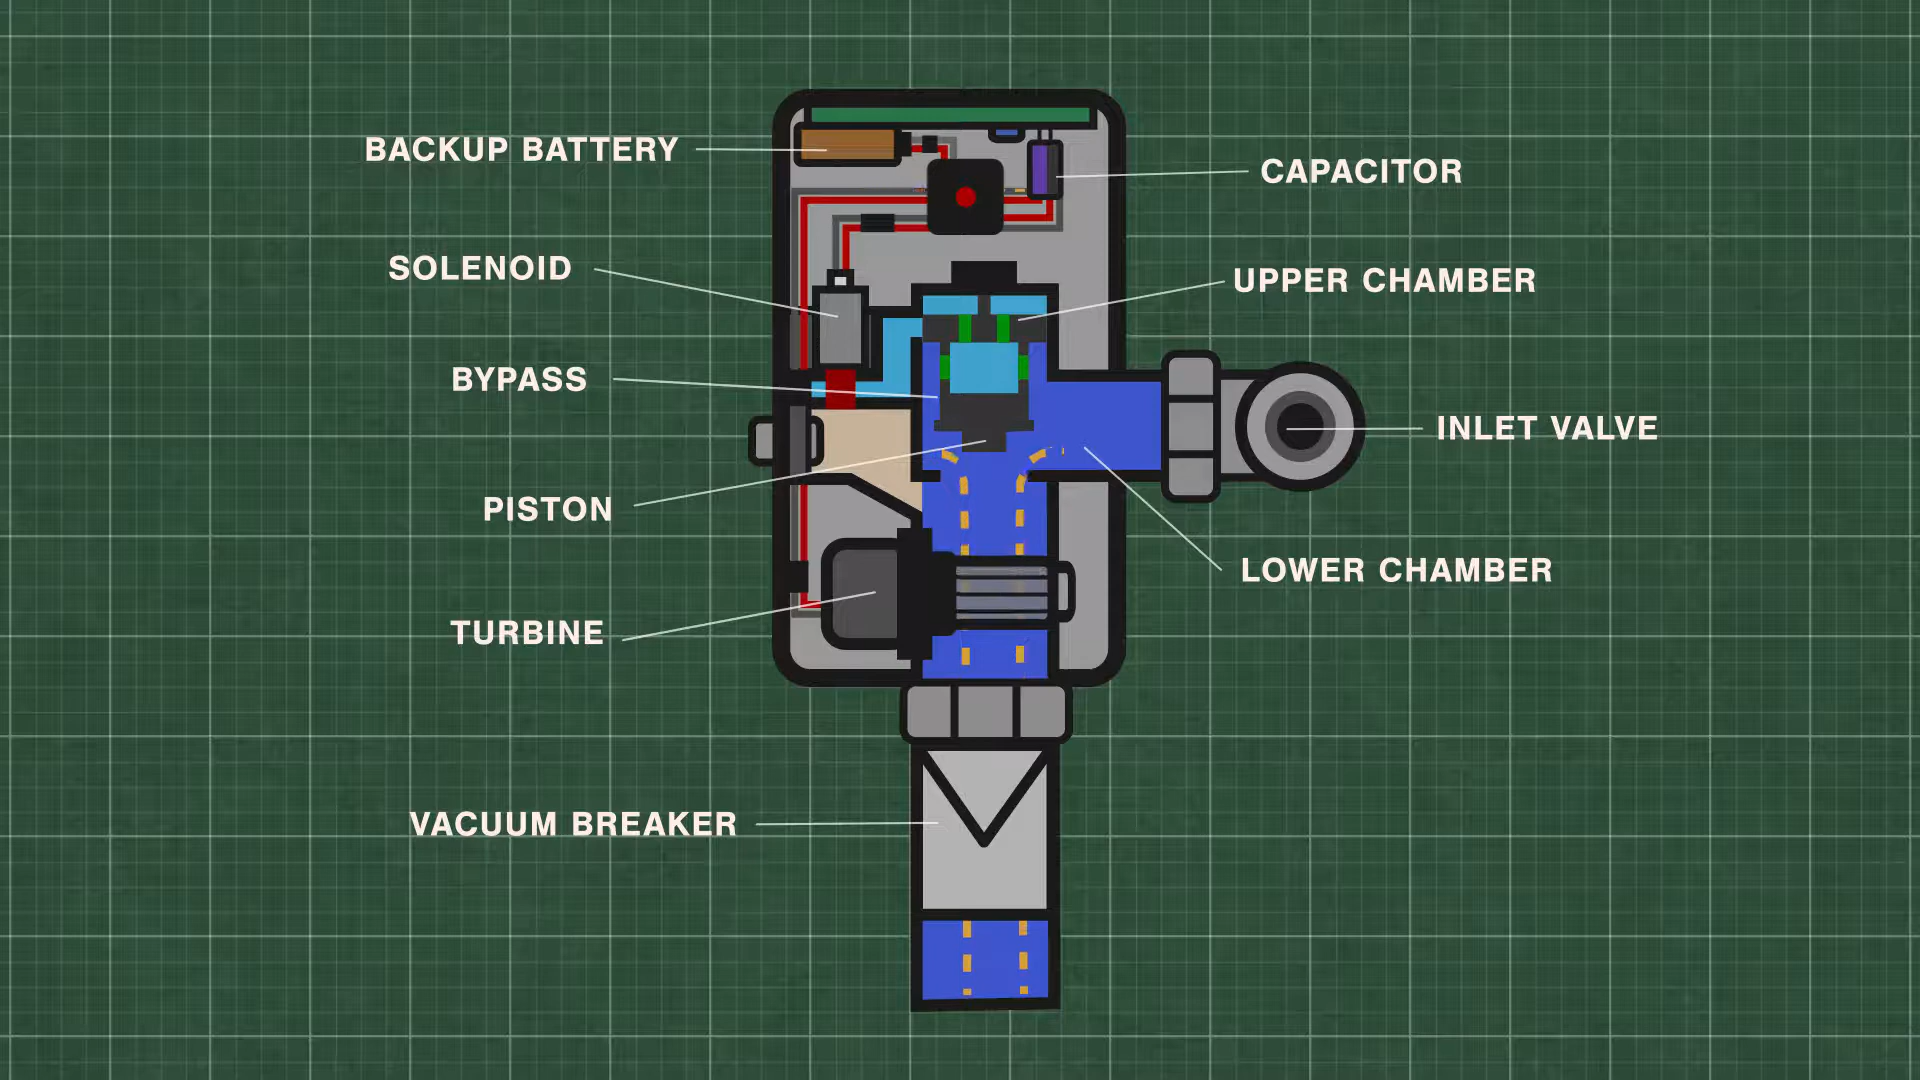 BACKUP BATTERY
CAPACITOR
SOLENOID
UPPER CHAMBER
BYPASS
INLET VALVE
PISTON
LOWER CHAMBER
TURBINE
VACUUM BREAKER